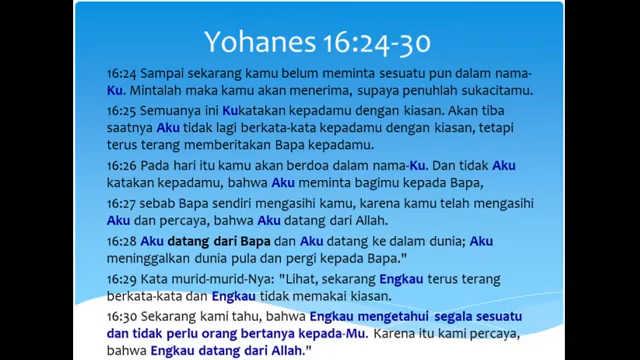 Yohanes 16:24-30
16:24 Sampai sekarang kamu belum meminta sesuatu pun dalam nama-
Ku. Mintalah maka kamu akan menerima, supaya penuhlah sukacitamu.
16:25 Semuanya ini Kukatakan kepadamu dengan kiasan. Akan tiba
saatnya Aku tidak lagi berkata-kata kepadamu dengan kiasan, tetapi
terus terang memberitakan Bapa kepadamu.
16:26 Pada hari itu kamu akan berdoa dalam nama-Ku. Dan tidak Aku
katakan kepadamu, bahwa Aku meminta bagimu kepada Bapa,
16:27 sebab Bapa sendiri mengasihi kamu, karena kamu telah mengasihi
Aku dan percaya, bahwa Aku datang dari Allah.
16:28 Aku datang dari Bapa dan Aku datang ke dalam dunia; Aku
meninggalkan dunia pula dan pergi kepada Bapa."
16:29 Kata murid-murid-Nya: "Lihat, sekarang Engkau terus terang
berkata-kata dan Engkau tidak memakai kiasan.
16:30 Sekarang kami tahu, bahwa Engkau mengetahui segala sesuatu
dan tidak perlu orang bertanya kepada-Mu. Karena itu kami percaya,
bahwa Engkau datang dari Allah."